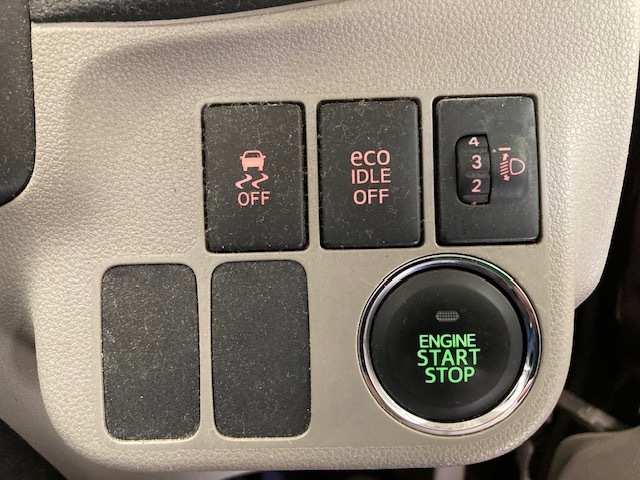 OFF
eco
IDLE
OFF
4
3
2
ENGINE
START
STOP